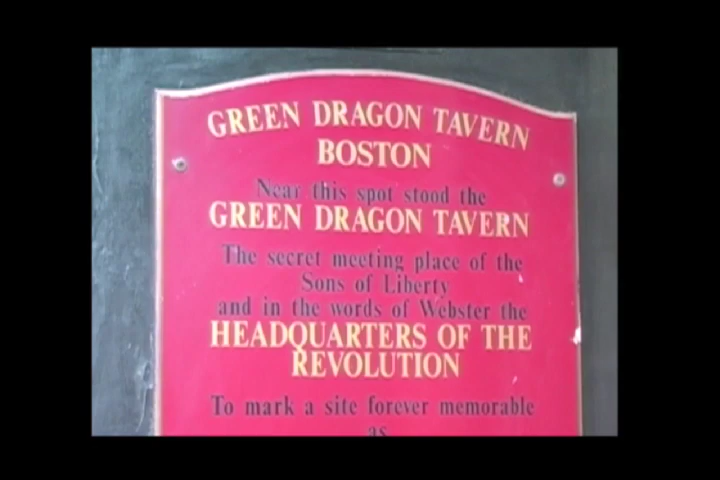 GREEN DRAGON TAVERN
BOSTON
Near this spot stood the
GREEN DRAGON TAVERN
The secret meeting place of the
Sons of Liberty
and in the words of Webster the
HEADQUARTERS OF THE
REVOLUTION
To mark a site forever memorable
as